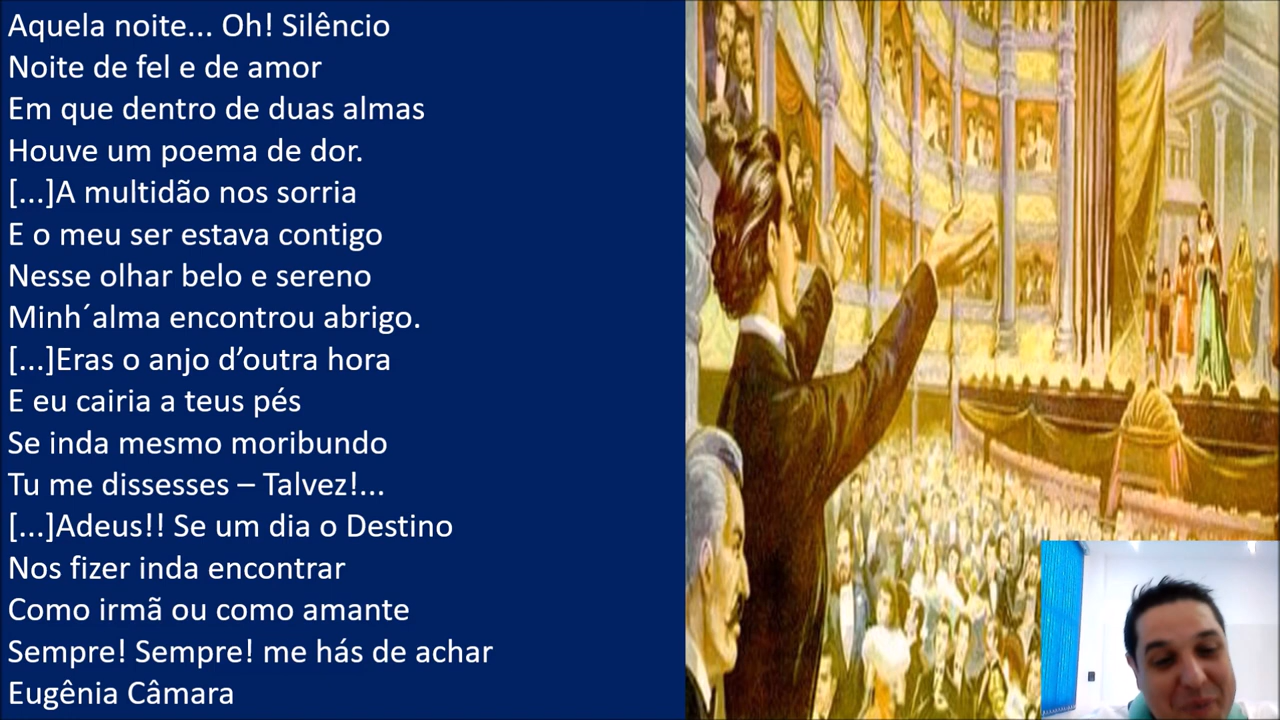 Aquela noite... Oh! Silêncio
Noite de fel e de amor
Em que dentro de duas almas
Houve um poema de dor.
[...]A multidão nos sorria
E o meu ser estava contigo
Nesse olhar belo e sereno
Minh´alma encontrou abrigo.
[...]Eras o anjo d’outra hora
E eu cairia a teus pés
Se inda mesmo moribundo
Tu me dissesses – Talvez!...
[...]Adeus!! Se um dia o Destino
Nos fizer inda encontrar
Como irmã ou como amante
Sempre! Sempre! me hás de achar
Eugênia Câmara